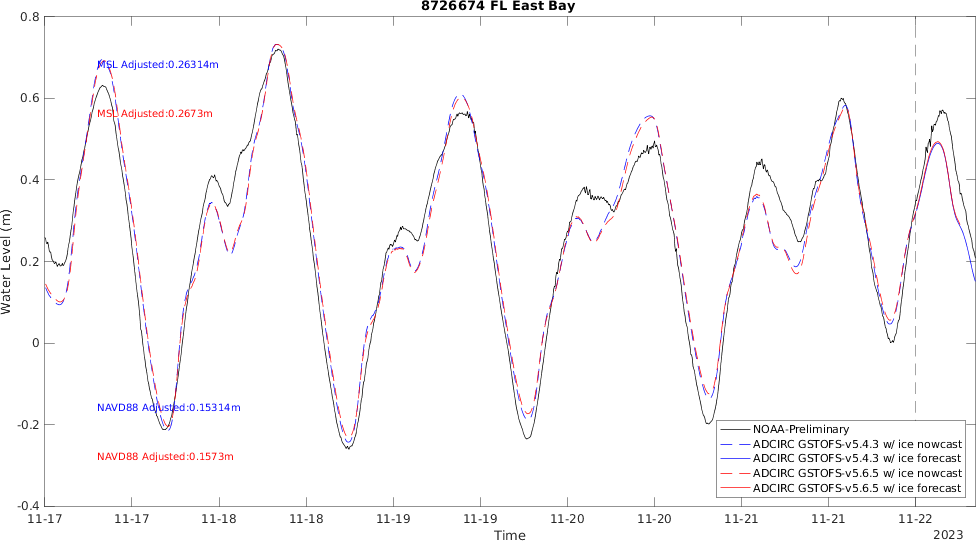 8726674 FL East Bay
0.8
MSL Adjusted:0.26314m
0.6
MSL Adjusted:0.2673m
0.4
Water Level (m)
0.2
0
NAVD88 Adjusted:0.15314m
-0.2
NAVD88 Adjusted:0.1573m
-0.4
NOAA-Preliminary
ADCIRC GSTOFS-v5.4.3 w/ ice nowcast
ADCIRC GSTOFS-v5.4.3 w/ ice forecast
ADCIRC GSTOFS-v5.6.5 w/ ice nowcast
ADCIRC GSTOFS-v5.6.5 w/ ice forecast
11-17 11-17 11-18 11-18 11-19 11-19 11-20 11-20 11-21 11-21 11-22
Time
2023